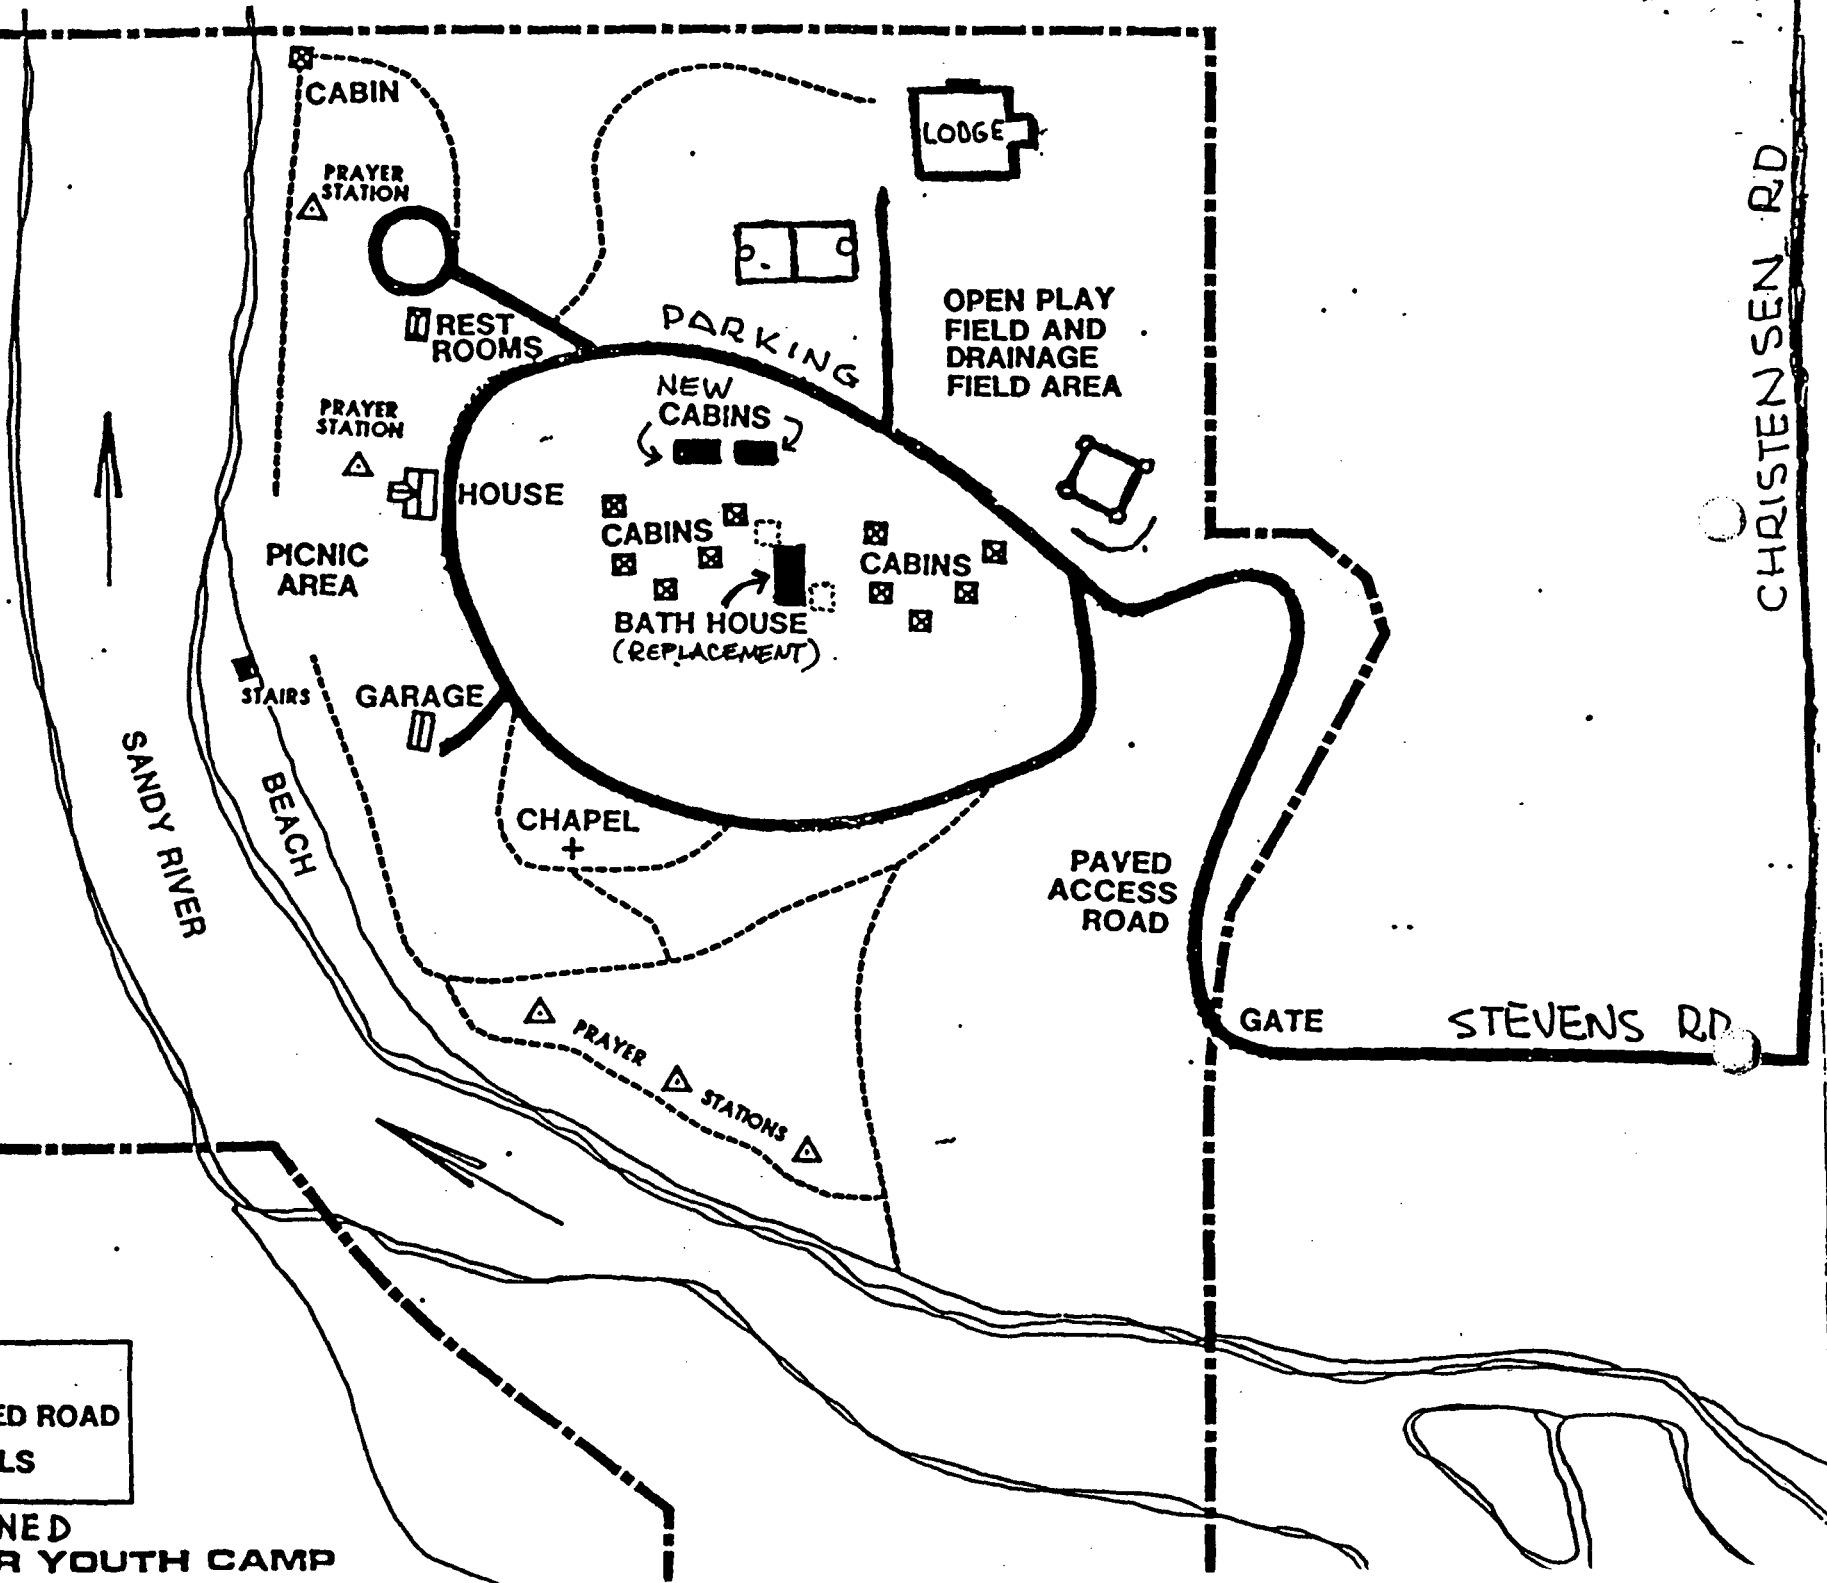 CABIN
PRAYER
STATION
LODGE
REST
ROOMS
PARKING
OPEN PLAY
FIELD AND
DRAINAGE
FIELD AREA
NEW
CABINS
PRAYER
STATION
HOUSE
CABINS
CABINS
PICNIC
AREA
BATH HOUSE
(REPLACEMENT)
STAIRS
GARAGE
SANDY RIVER
BEACH
CHAPEL
PAVED
ACCESS
ROAD
CHRISTENSEN RD
GATE
STEVENS RD
PRAYER
STATIONS
ED ROAD
LS
NED
R YOUTH CAMP